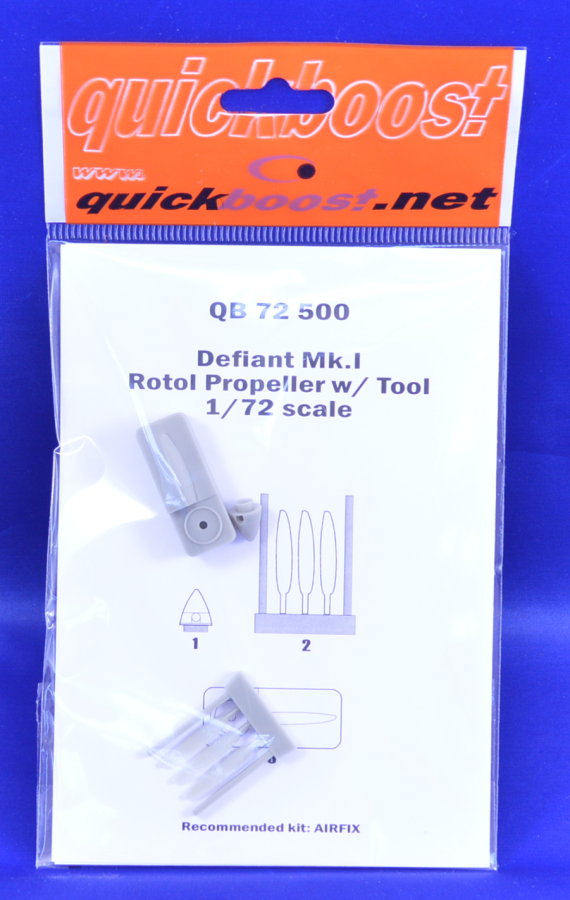 quickboost
www.
quickboost.net
QB 72 500
Defiant Mk.I
Rotol Propeller w/ Tool
1/72 scale
1
2
Recommended kit: AIRFIX